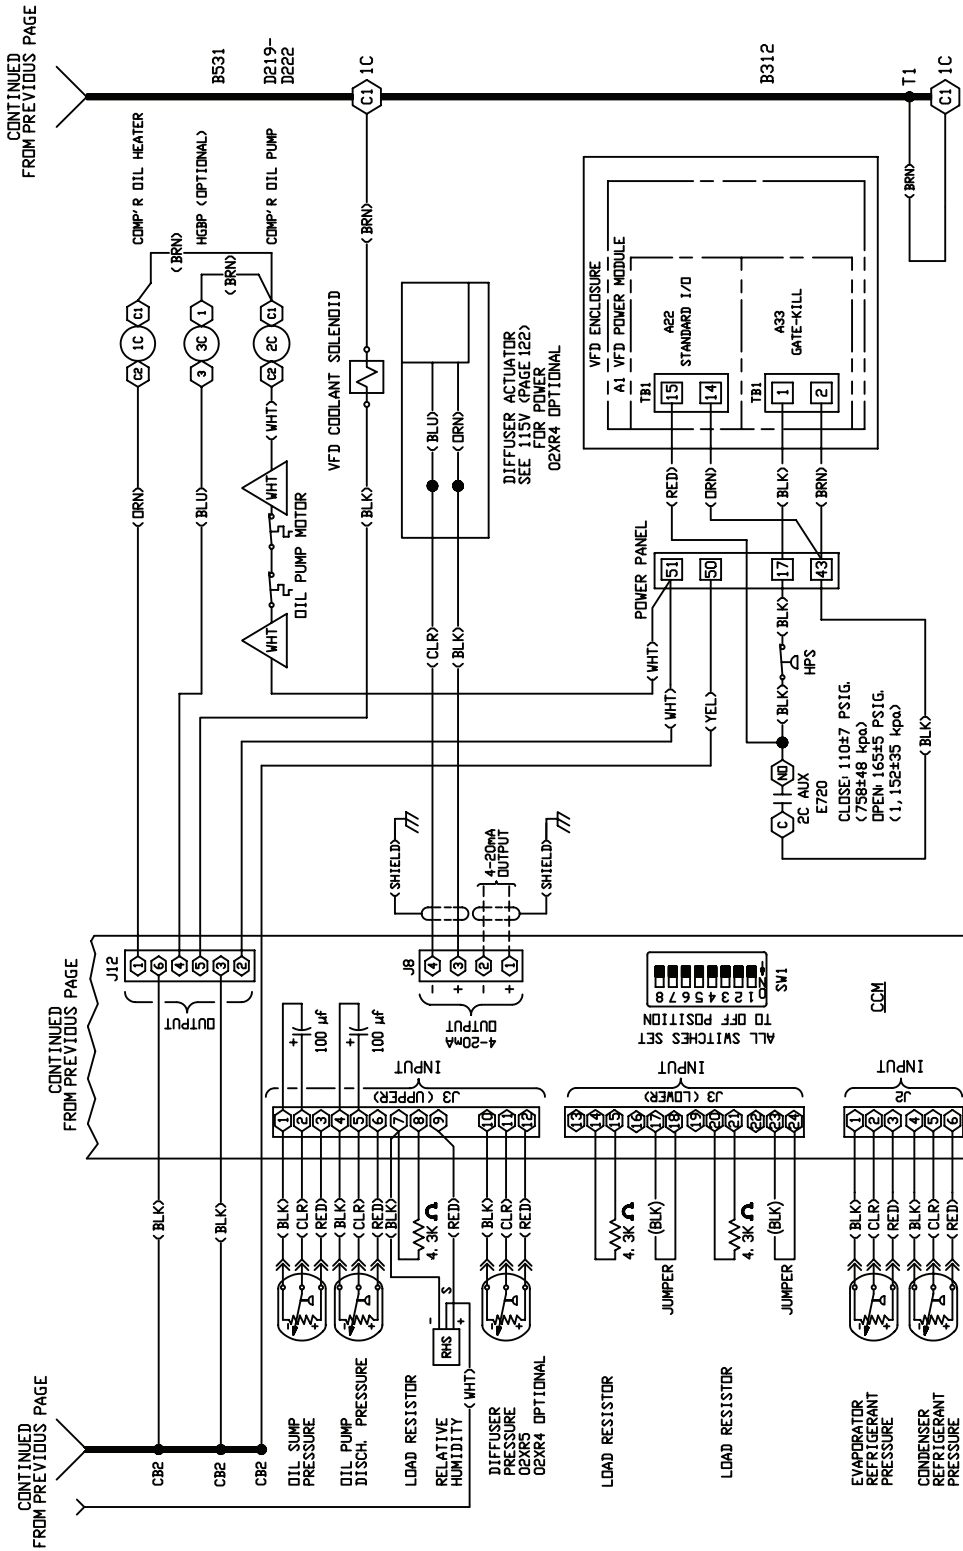 CONTINUED
FROM PREVIOUS PAGE
B531
D219-
D222
C1
1C
B312
T1
C1
1C
(BRN)
COMP'R OIL HEATER
HGBP (OPTIONAL)
COMP'R OIL PUMP
(BRN)
(BRN)
C2
1C
C1
3
3C
1
C2
2C
C1
(ORN)
(BLU)
(WHT)
WHT
OIL PUMP MOTOR
WHT
VFD COOLANT SOLENOID
(BRN)
(BLK)
(BLU)
(ORN)
(CLR)
(BLK)
DIFFUSER ACTUATOR
SEE 115V (PAGE 122)
FOR POWER
02XR4 OPTIONAL
VFD ENCLOSURE
A1 VFD POWER MODULE
TB1
A22
STANDARD I/O
15
14
TB1
A33
GATE-KILL
1
2
(RED)
(ORN)
(BLK)
(BRN)
POWER PANEL
51
50
17
43
(WHT)
(WHT)
(YEL)
(BLK)
HPS
(BLK)
NO
C
2C AUX
E720
CLOSE: 110±7 PSIG.
(758±48 kpa)
OPEN: 165±5 PSIG.
(1,152±35 kpa)
(BLK)
(SHIELD)
4-20mA
OUTPUT
(SHIELD)
CONTINUED
FROM PREVIOUS PAGE
J12
1
6
4
5
3
2
OUTPUT
J8
4
3
2
1
-
+
-
+
4-20mA
OUTPUT
SW1
ON
1 2 3 4 5 6 7 8
ALL SWITCHES SET
TO OFF POSITION
CCM
+
100 µf
+
100 µf
INPUT
J3 (UPPER)
1
2
3
4
5
6
7
8
9
10
11
12
INPUT
J3 (LOWER)
13
14
15
16
17
18
19
20
21
22
23
24
INPUT
J2
1
2
3
4
5
6
(BLK)
(BLK)
(BLK)
(CLR)
(RED)
(BLK)
(CLR)
(RED)
(BLK)
4.3K Ω
(RED)
(BLK)
(CLR)
(RED)
4.3K Ω
(BLK)
JUMPER
4.3K Ω
(BLK)
JUMPER
(BLK)
(CLR)
(RED)
(BLK)
(CLR)
(RED)
RHS
-
S
+
(WHT)
CONTINUED
FROM PREVIOUS PAGE
CB2
CB2
CB2
OIL SUMP
PRESSURE
OIL PUMP
DISCH. PRESSURE
LOAD RESISTOR
RELATIVE
HUMIDITY
DIFFUSER
PRESSURE
02XR5
02XR4 OPTIONAL
LOAD RESISTOR
LOAD RESISTOR
EVAPORATOR
REFRIGERANT
PRESSURE
CONDENSER
REFRIGERANT
PRESSURE